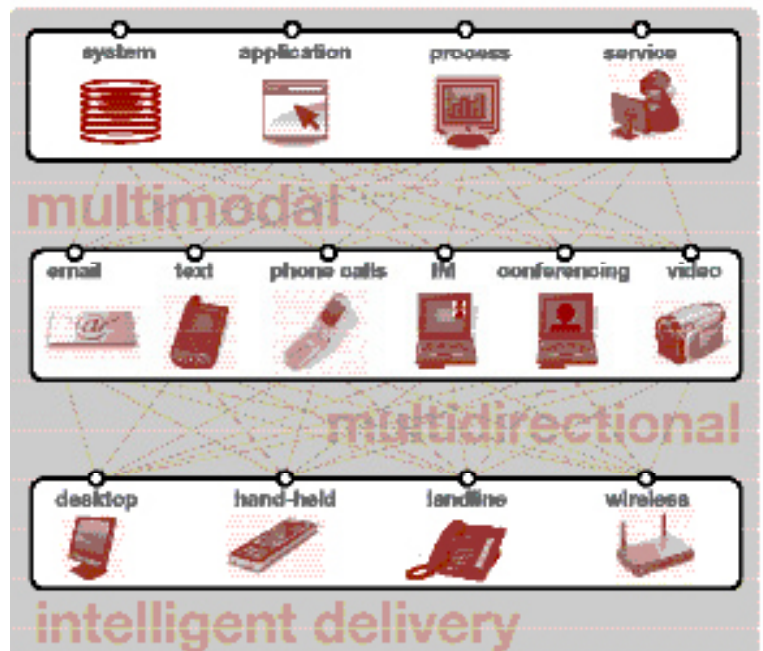 system application process service
multimodal
email text phone calls IM conferencing video
multidirectional
desktop hand-held landline wireless
intelligent delivery